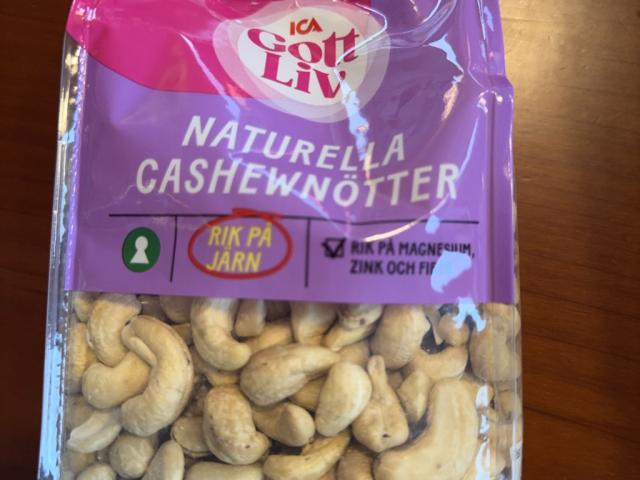 ICA
Gott
Liv
NATURELLA
CASHEWNÖTTER
RIK PÅ
JÄRN
RIK PÅ MAGNESIUM,
ZINK OCH